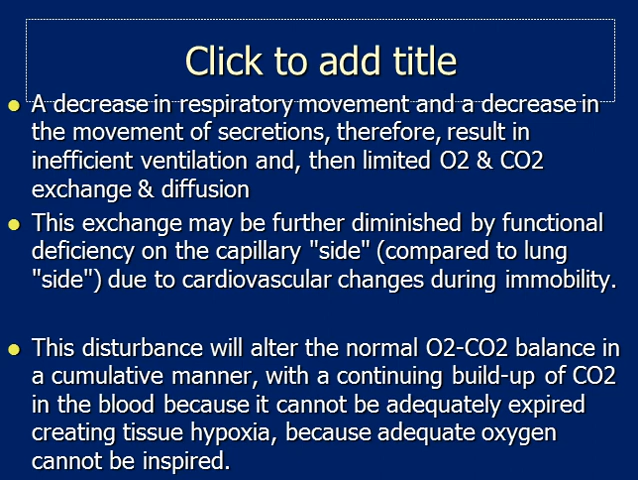 Click to add title
● A decrease in respiratory movement and a decrease in
the movement of secretions, therefore, result in
inefficient ventilation and, then limited O2 & CO2
exchange & diffusion
● This exchange may be further diminished by functional
deficiency on the capillary "side" (compared to lung
"side") due to cardiovascular changes during immobility.
● This disturbance will alter the normal O2-CO2 balance in
a cumulative manner, with a continuing build-up of CO2
in the blood because it cannot be adequately expired
creating tissue hypoxia, because adequate oxygen
cannot be inspired.